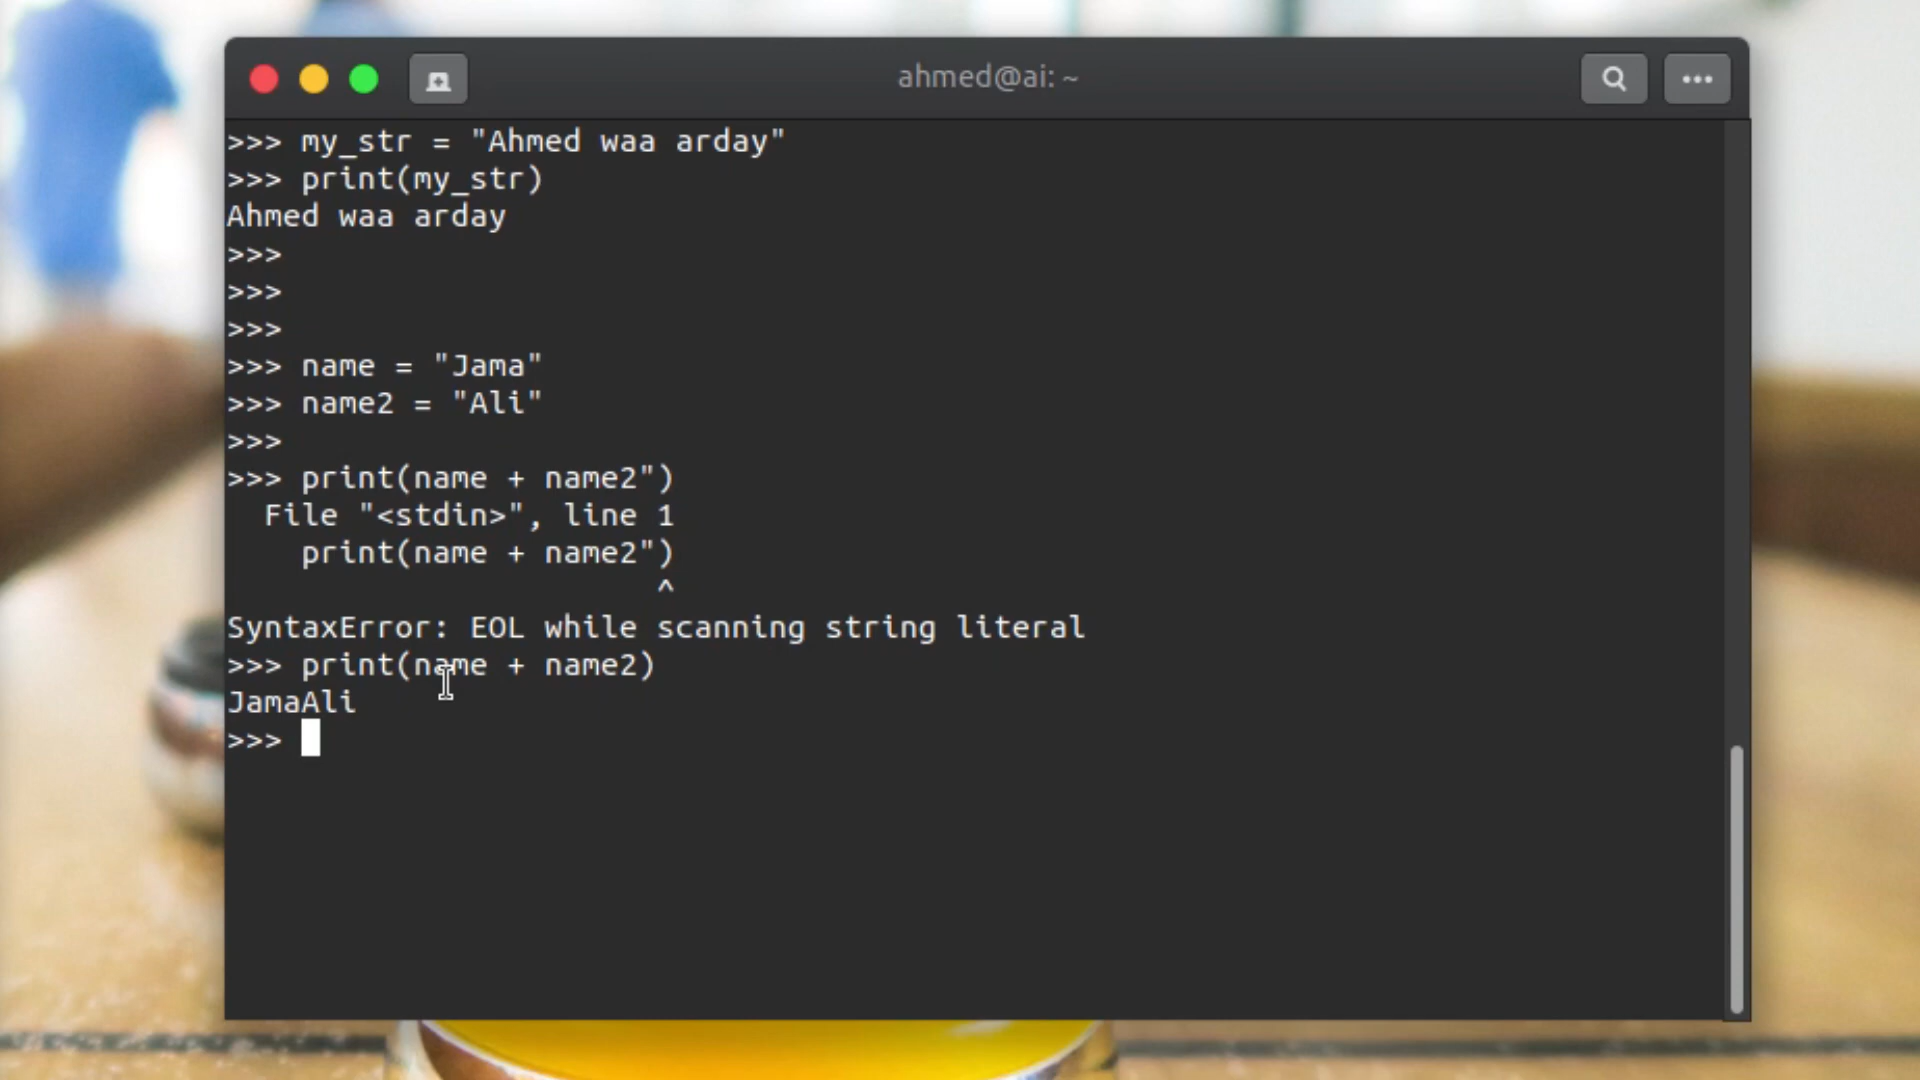 ahmed@ai: ~
>>> my_str = "Ahmed waa arday"
>>> print(my_str)
Ahmed waa arday
>>>
>>>
>>>
>>> name = "Jama"
>>> name2 = "Ali"
>>>
>>> print(name + name2")
  File "<stdin>", line 1
    print(name + name2")
                       ^
SyntaxError: EOL while scanning string literal
>>> print(name + name2)
JamaAli
>>>